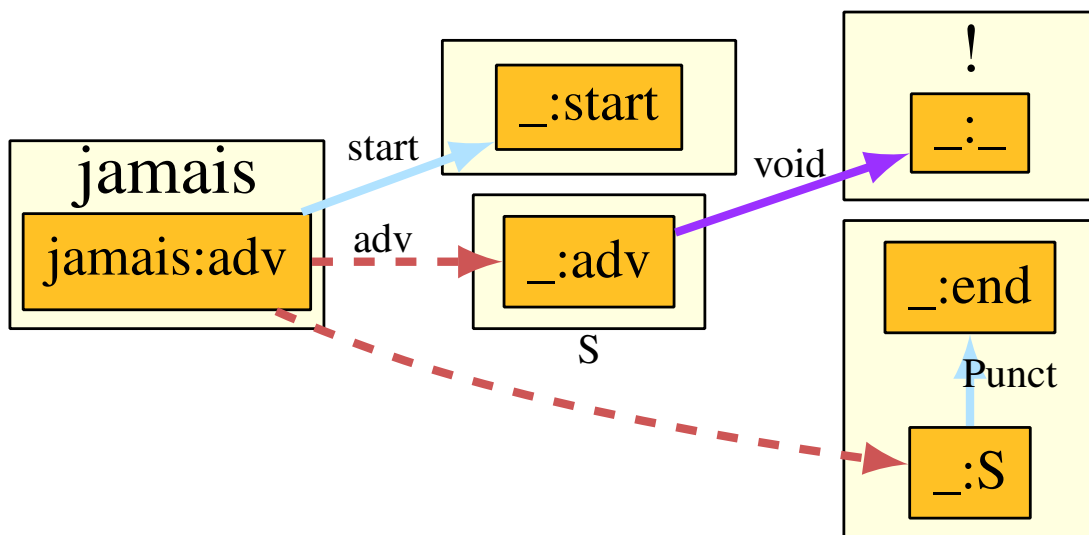 jamais
jamais:adv
start
_:start
adv
_:adv
S
void
!
_:_
_:end
Punct
_:S